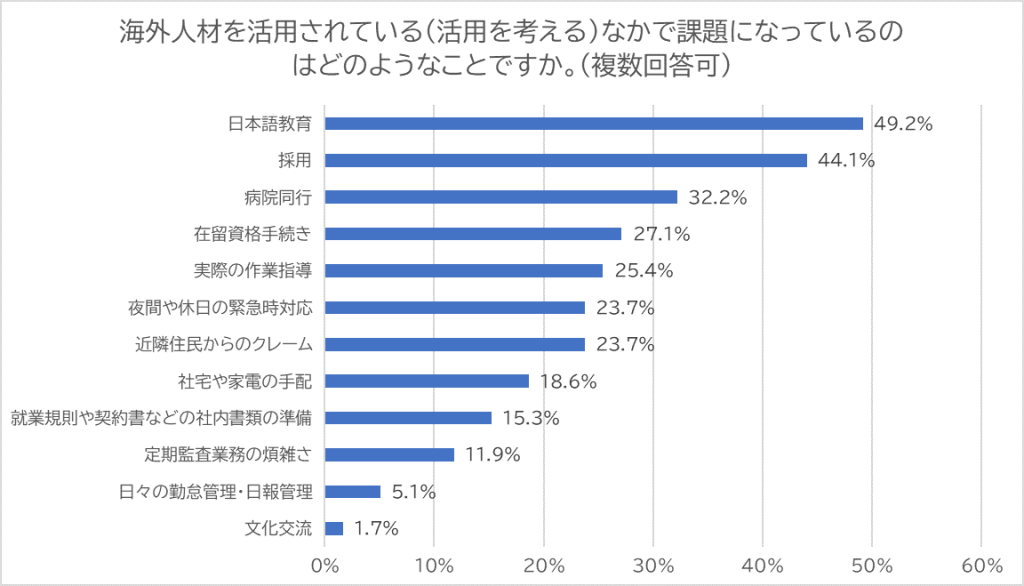 海外人材を活用されている（活用を考える）なかで課題になっているの
はどのようなことですか。（複数回答可）
日本語教育 49.2%
採用 44.1%
病院同行 32.2%
在留資格手続き 27.1%
実際の作業指導 25.4%
夜間や休日の緊急時対応 23.7%
近隣住民からのクレーム 23.7%
社宅や家電の手配 18.6%
就業規則や契約書などの社内書類の準備 15.3%
定期監査業務の煩雑さ 11.9%
日々の勤怠管理・日報管理 5.1%
文化交流 1.7%
0% 10% 20% 30% 40% 50% 60%